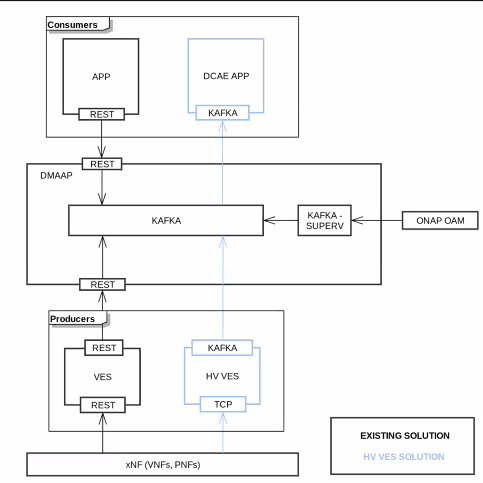 Consumers
APP
DCAE APP
REST
KAFKA
REST
DMAAP
KAFKA
KAFKA -
SUPERV
ONAP OAM
REST
Producers
REST
KAFKA
VES
HV VES
REST
TCP
xNF (VNFs, PNFs)
EXISTING SOLUTION
HV VES SOLUTION